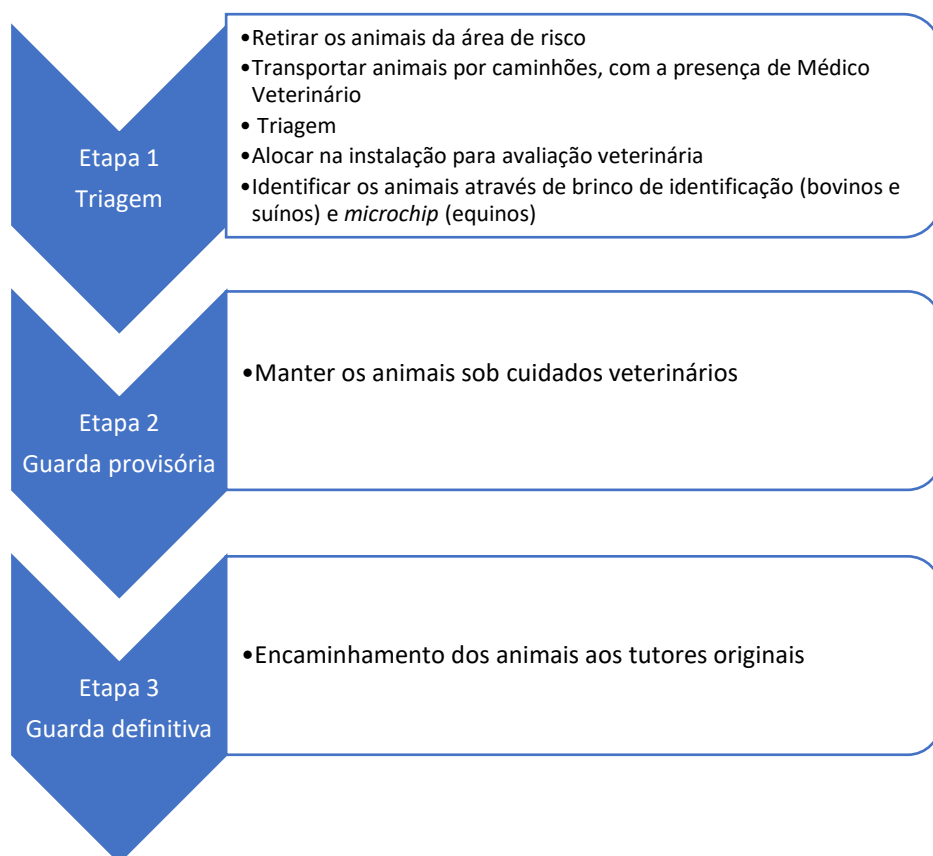 Etapa 1
Triagem
•Retirar os animais da área de risco
•Transportar animais por caminhões, com a presença de Médico
Veterinário
• Triagem
•Alocar na instalação para avaliação veterinária
•Identificar os animais através de brinco de identificação (bovinos e
suínos) e microchip (equinos)
Etapa 2
Guarda provisória
•Manter os animais sob cuidados veterinários
Etapa 3
Guarda definitiva
•Encaminhamento dos animais aos tutores originais